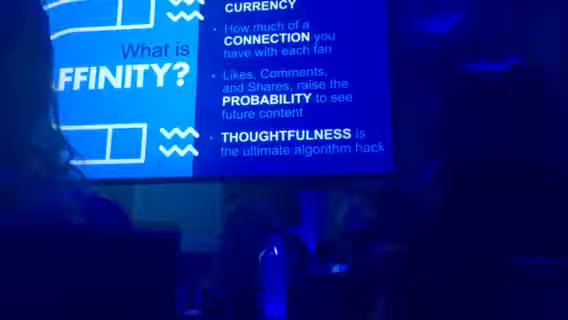 What is
FFINITY?
CURRENCY
• How much of a
CONNECTION you
have with each fan
• Likes, Comments,
and Shares, raise the
PROBABILITY to see
future content
• THOUGHTFULNESS is
the ultimate algorithm hack